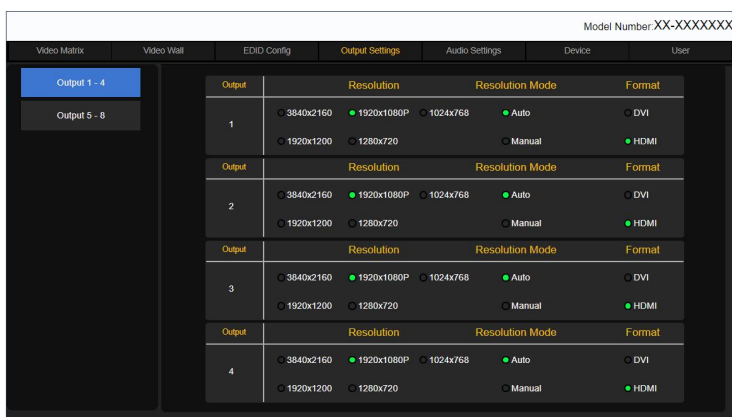 Model Number:XX-XXXXXXX
Video Matrix Video Wall EDID Config Output Settings Audio Settings Device User
Output 1 - 4
Output 5 - 8
Output Resolution Resolution Mode Format
1
3840x2160 1920x1080P 1024x768 Auto DVI
1920x1200 1280x720 Manual HDMI
Output Resolution Resolution Mode Format
2
3840x2160 1920x1080P 1024x768 Auto DVI
1920x1200 1280x720 Manual HDMI
Output Resolution Resolution Mode Format
3
3840x2160 1920x1080P 1024x768 Auto DVI
1920x1200 1280x720 Manual HDMI
Output Resolution Resolution Mode Format
4
3840x2160 1920x1080P 1024x768 Auto DVI
1920x1200 1280x720 Manual HDMI